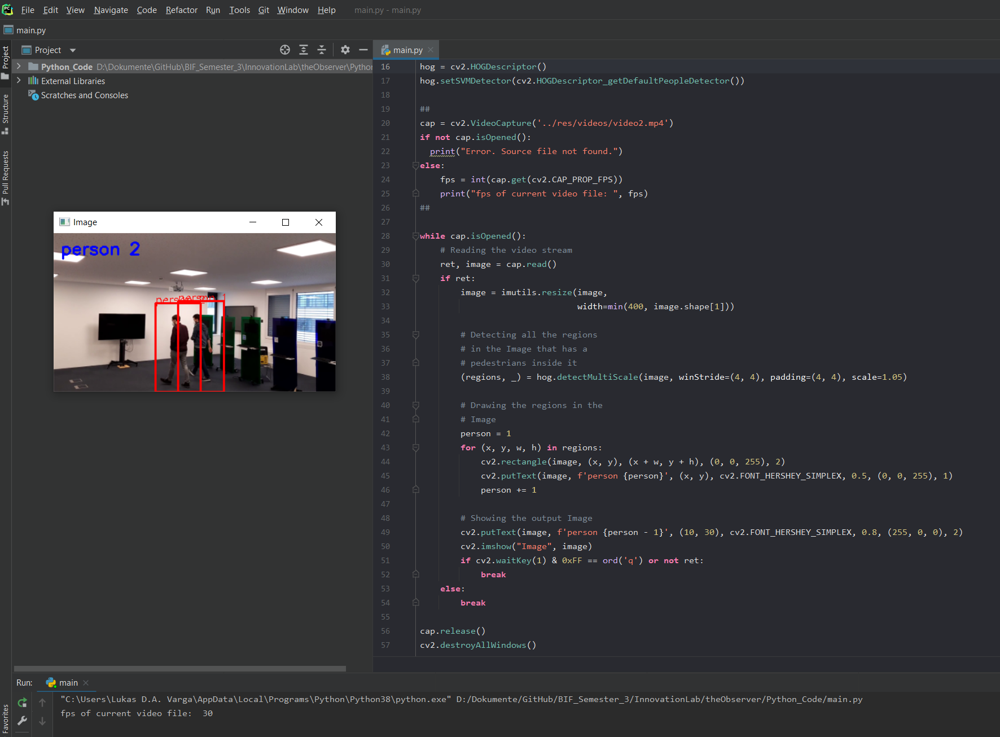 PC File Edit View Navigate Code Refactor Run Tools Git Window Help main.py - main.py
main.py
Project
Structure
Pull Requests
Favorites
Project
Python_Code D:\Dokumente\GitHub\BIF_Semester_3\InnovationLab\theObserver\Python
External Libraries
Scratches and Consoles
Image
person 2
person
person 1
main.py
16 hog = cv2.HOGDescriptor()
17 hog.setSVMDetector(cv2.HOGDescriptor_getDefaultPeopleDetector())
18
19 ##
20 cap = cv2.VideoCapture('../res/videos/video2.mp4')
21 if not cap.isOpened():
22   print("Error. Source file not found.")
23 else:
24     fps = int(cap.get(cv2.CAP_PROP_FPS))
25     print("fps of current video file: ", fps)
26 ##
27
28 while cap.isOpened():
29     # Reading the video stream
30     ret, image = cap.read()
31     if ret:
32         image = imutils.resize(image,
33                                width=min(400, image.shape[1]))
34
35         # Detecting all the regions
36         # in the Image that has a
37         # pedestrians inside it
38         (regions, _) = hog.detectMultiScale(image, winStride=(4, 4), padding=(4, 4), scale=1.05)
39
40         # Drawing the regions in the
41         # Image
42         person = 1
43         for (x, y, w, h) in regions:
44             cv2.rectangle(image, (x, y), (x + w, y + h), (0, 0, 255), 2)
45             cv2.putText(image, f'person {person}', (x, y), cv2.FONT_HERSHEY_SIMPLEX, 0.5, (0, 0, 255), 1)
46             person += 1
47
48         # Showing the output Image
49         cv2.putText(image, f'person {person - 1}', (10, 30), cv2.FONT_HERSHEY_SIMPLEX, 0.8, (255, 0, 0), 2)
50         cv2.imshow("Image", image)
51         if cv2.waitKey(1) & 0xFF == ord('q') or not ret:
52             break
53     else:
54         break
55
56 cap.release()
57 cv2.destroyAllWindows()
Run: main
"C:\Users\Lukas D.A. Varga\AppData\Local\Programs\Python\Python38\python.exe" D:/Dokumente/GitHub/BIF_Semester_3/InnovationLab/theObserver/Python_Code/main.py
fps of current video file:  30